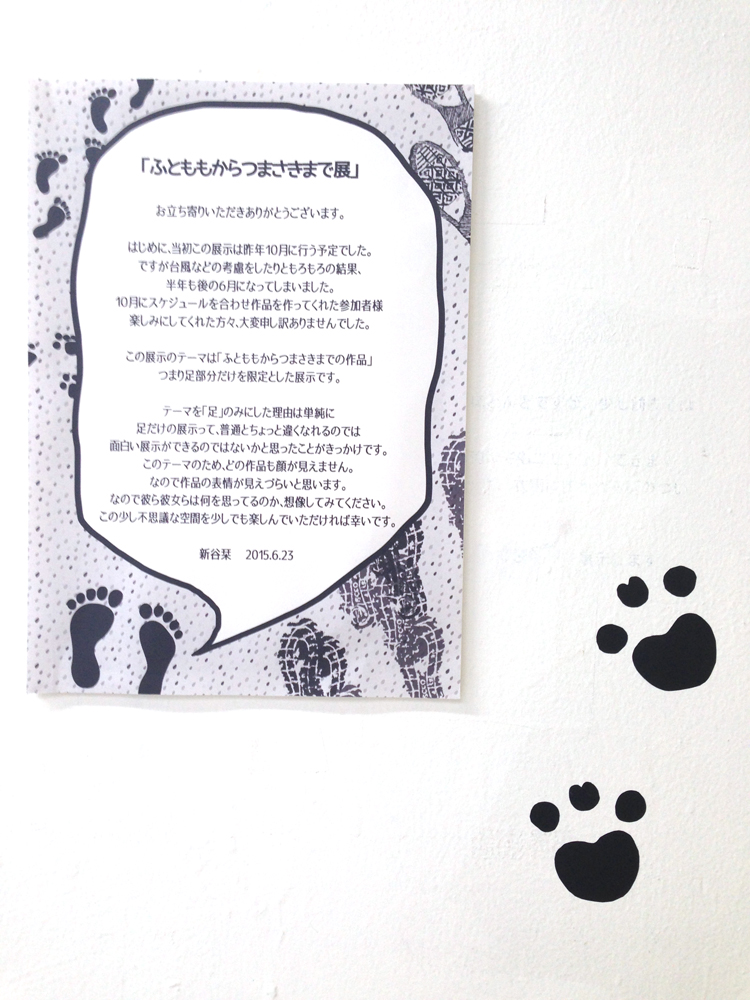 「ふとももからつまさきまで展」
お立ち寄りいただきありがとうございます。
はじめに、当初この展示は昨年10月に行う予定でした。
ですが台風などの考慮をしたりともろもろの結果、
半年も後の6月になってしまいました。
10月にスケジュールを合わせ作品を作ってくれた参加者様
楽しみにしてくれた方々、大変申し訳ありませんでした。
この展示のテーマは「ふとももからつまさきまでの作品」
つまり足部分だけを限定とした展示です。
テーマを「足」のみにした理由は単純に
足だけの展示って、普通とちょっと違くなれるのでは
面白い展示ができるのではないかと思ったことがきっかけです。
このテーマのため、どの作品も顔が見えません。
なので作品の表情が見えづらいと思います。
なので彼ら彼女らは何を思ってるのか、想像してみてください。
この少し不思議な空間を少しでも楽しんでいただければ幸いです。
新谷栞 2015.6.23